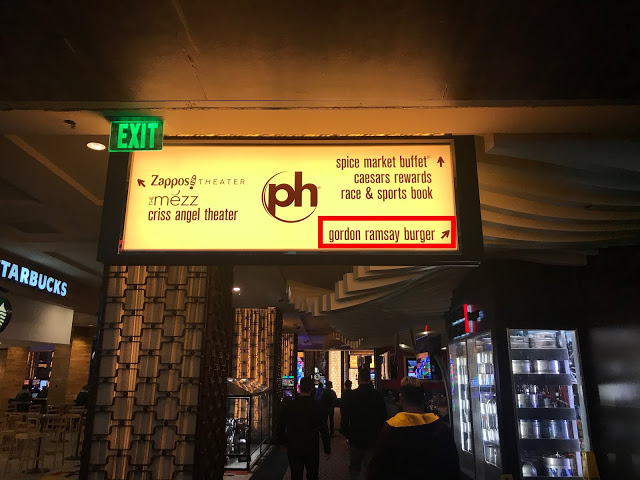 EXIT
Zappos THEATER
THE mezz
criss angel theater
ph
spice market buffet
caesars rewards
race & sports book
gordon ramsay burger
STARBUCKS